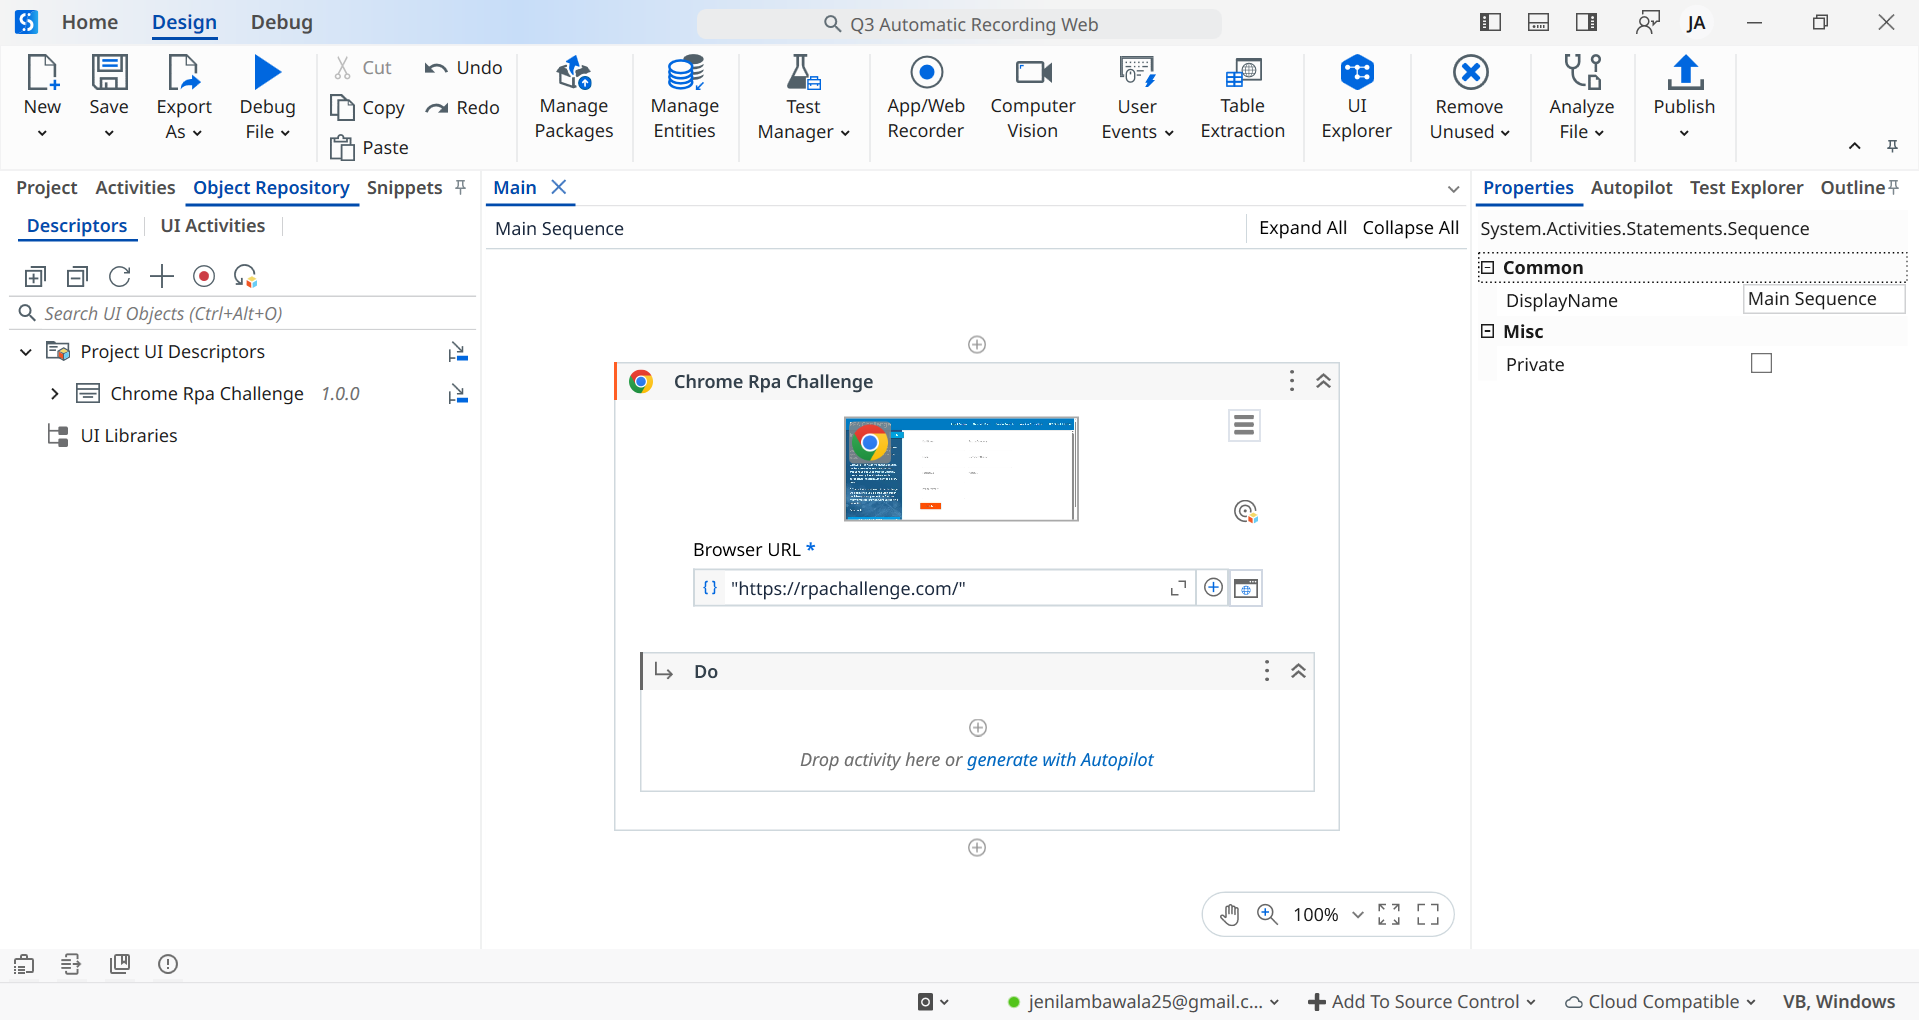 Home Design Debug
Q3 Automatic Recording Web
JA
New
Save
Export As
Debug File
Cut
Copy
Paste
Undo
Redo
Manage Packages
Manage Entities
Test Manager
App/Web Recorder
Computer Vision
User Events
Table Extraction
UI Explorer
Remove Unused
Analyze File
Publish
Project Activities Object Repository Snippets
Descriptors UI Activities
Search UI Objects (Ctrl+Alt+O)
Project UI Descriptors
Chrome Rpa Challenge 1.0.0
UI Libraries
Main
Main Sequence
Expand All Collapse All
Chrome Rpa Challenge
Browser URL *
"https://rpachallenge.com/"
Do
Drop activity here or generate with Autopilot
100%
Properties Autopilot Test Explorer Outline
System.Activities.Statements.Sequence
Common
DisplayName Main Sequence
Misc
Private
jenilambawala25@gmail.c...
Add To Source Control
Cloud Compatible
VB, Windows